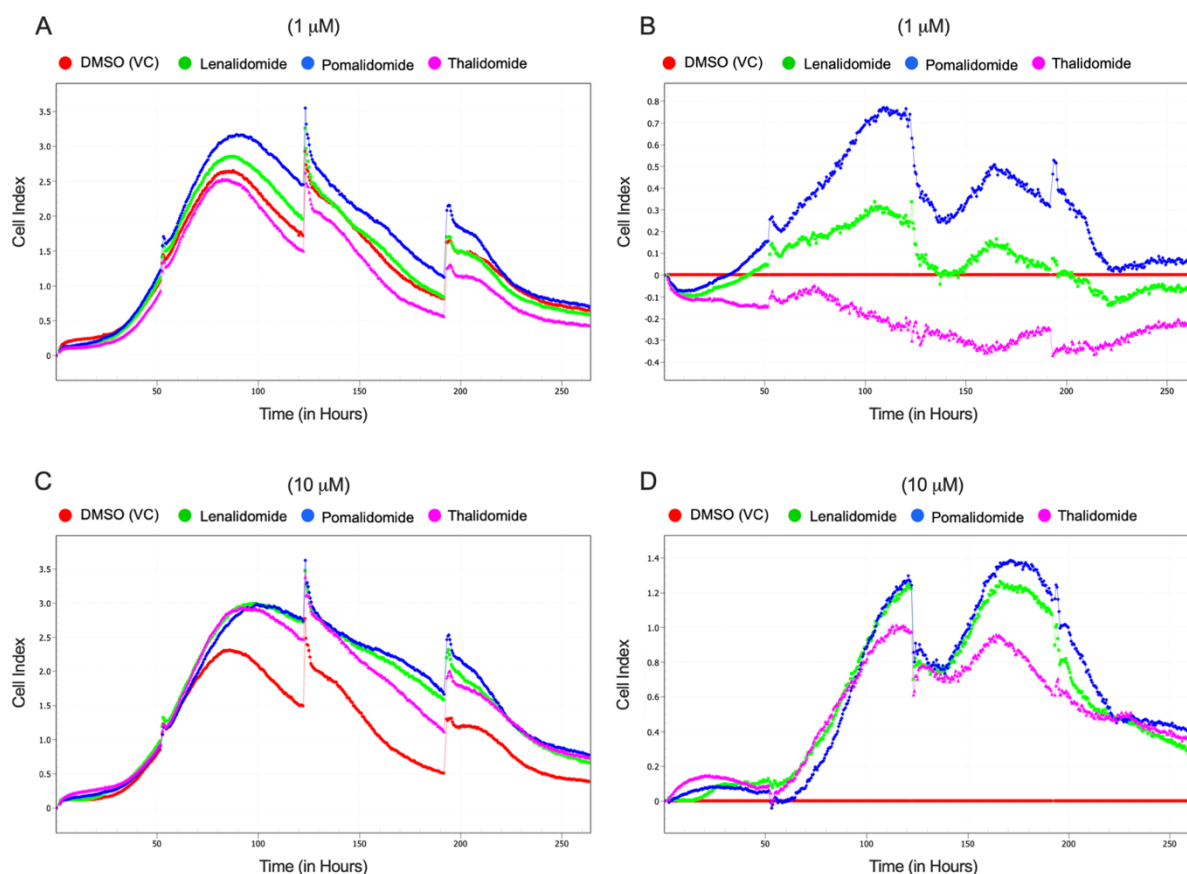 A
(1 μM)
DMSO (VC) Lenalidomide Pomalidomide Thalidomide
Cell Index
3.5
3.0
2.5
2.0
1.5
1.0
0.5
0
50 100 150 200 250
Time (in Hours)
B
(1 μM)
DMSO (VC) Lenalidomide Pomalidomide Thalidomide
Cell Index
0.8
0.7
0.6
0.5
0.4
0.3
0.2
0.1
0
-0.1
-0.2
-0.3
-0.4
50 100 150 200 250
Time (in Hours)
C
(10 μM)
DMSO (VC) Lenalidomide Pomalidomide Thalidomide
Cell Index
3.5
3.0
2.5
2.0
1.5
1.0
0.5
0
50 100 150 200 250
Time (in Hours)
D
(10 μM)
DMSO (VC) Lenalidomide Pomalidomide Thalidomide
Cell Index
1.4
1.2
1.0
0.8
0.6
0.4
0.2
0
50 100 150 200 250
Time (in Hours)